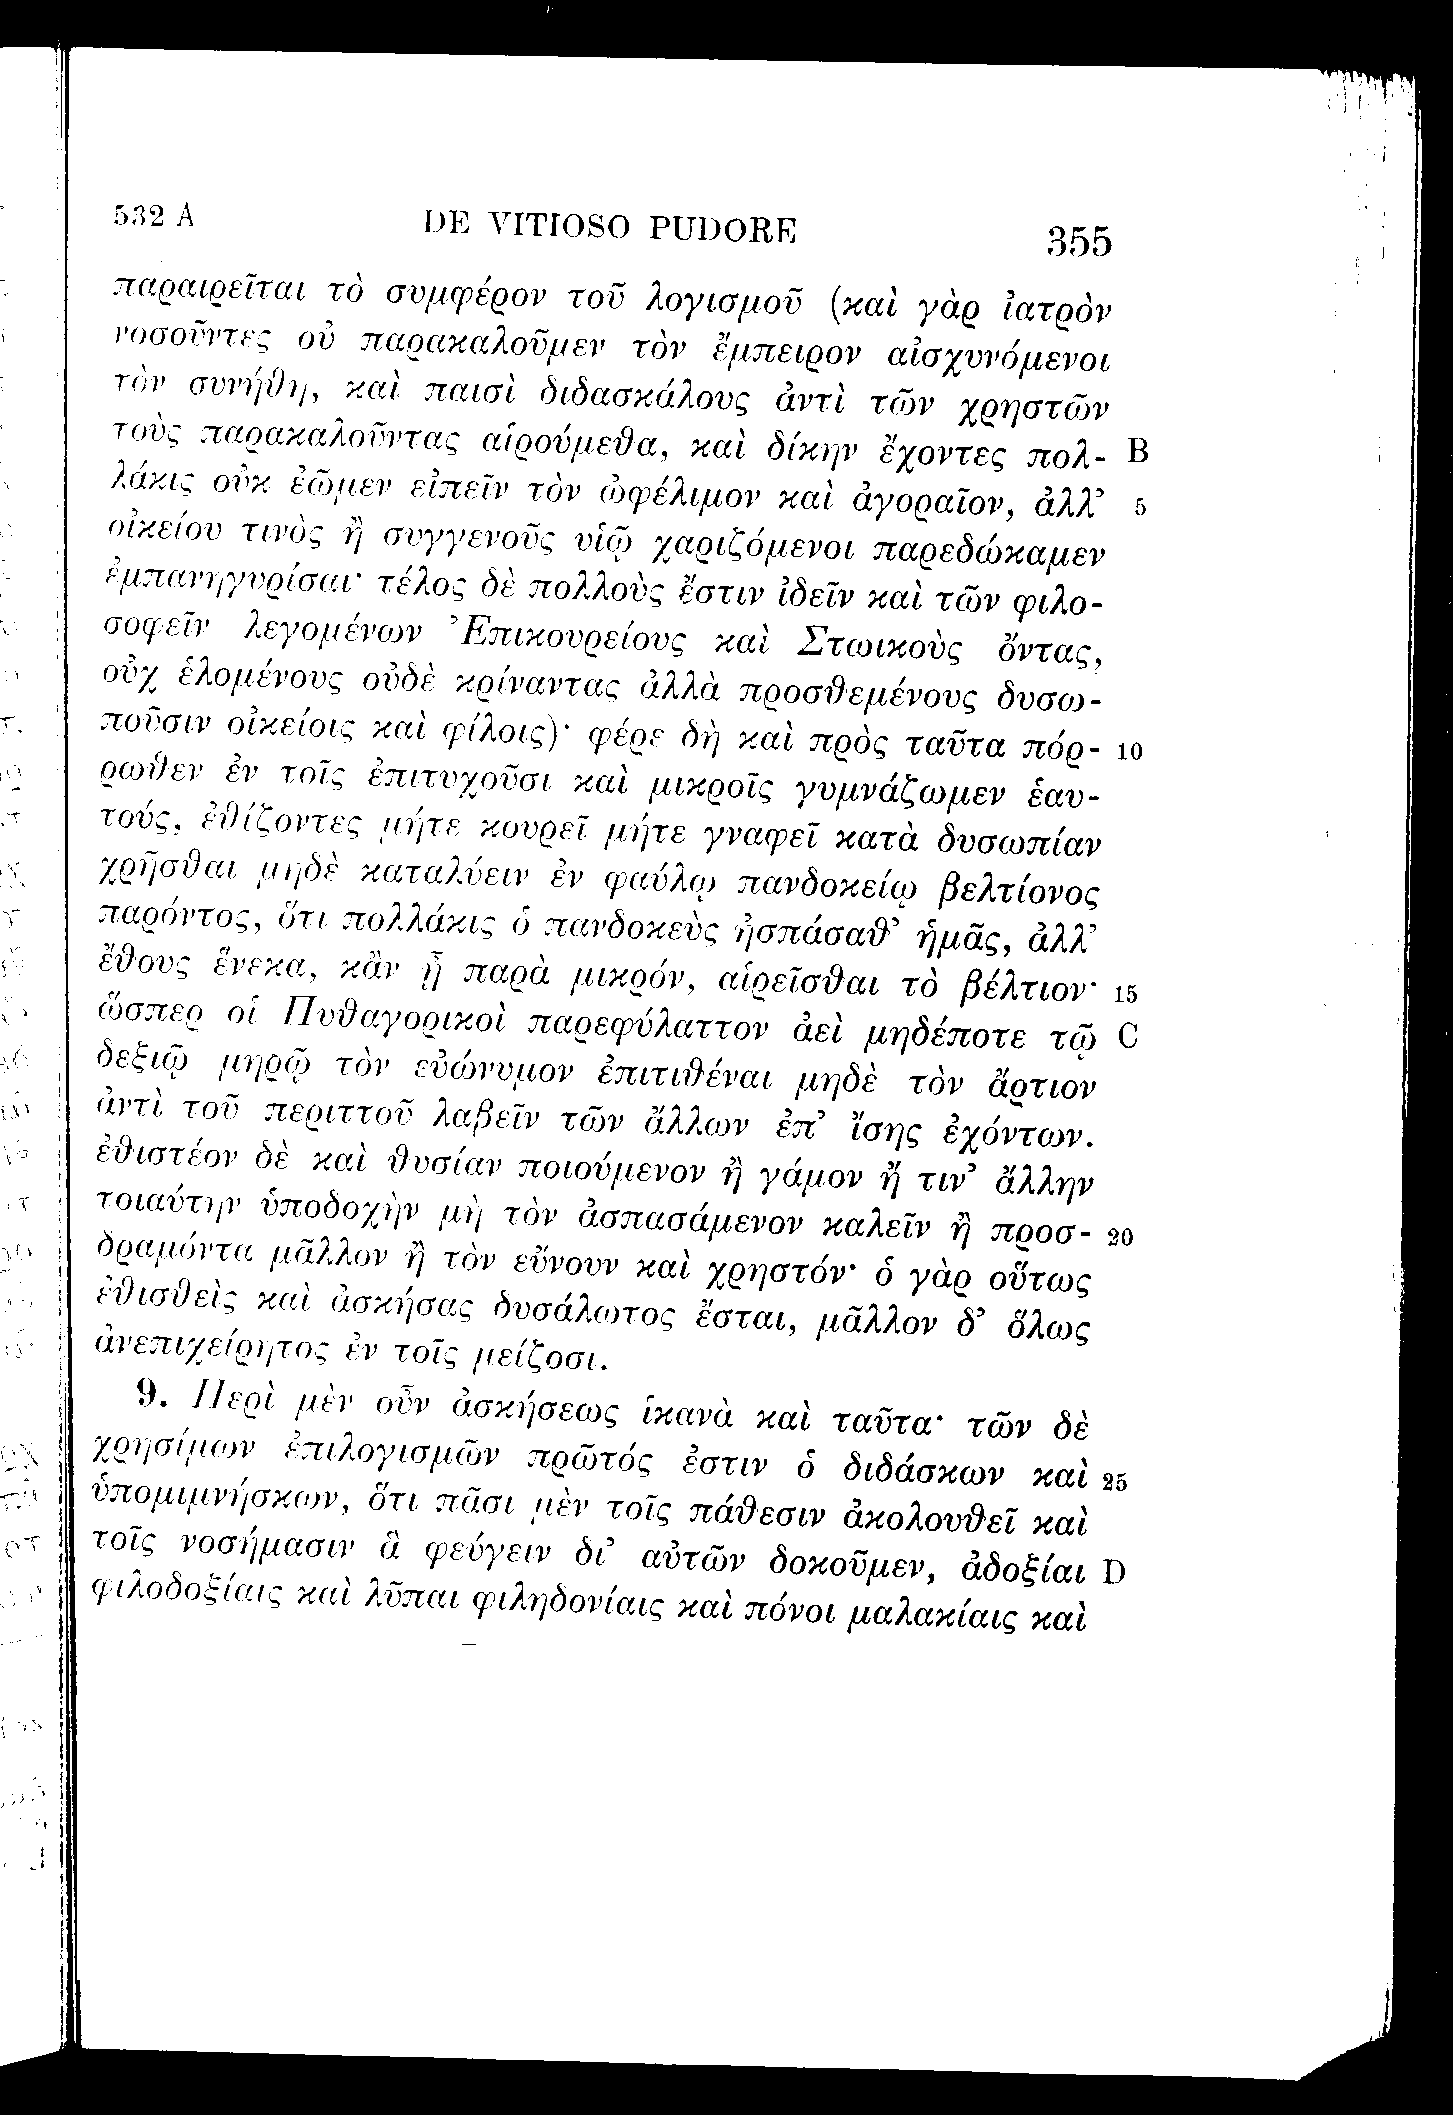 532 A DE VITIOSO PUDORE 355
παραιρεῖται τὸ συμφέρον τοῦ λογισμοῦ (καὶ γὰρ ἰατρὸν
νοσοῦντες οὐ παρακαλοῦμεν τὸν ἔμπειρον αἰσχυνόμενοι
τὸν συνήθη, καὶ παισὶ διδασκάλους ἀντὶ τῶν χρηστῶν
τοὺς παρακαλοῦντας αἱρούμεθα, καὶ δίκην ἔχοντες πολ- B
λάκις οὐκ ἐῶμεν εἰπεῖν τὸν ὠφέλιμον καὶ ἀγοραῖον, ἀλλ’ 5
οἰκείου τινὸς ἢ συγγενοῦς υἱῷ χαριζόμενοι παρεδώκαμεν
ἐμπανηγυρίσαι· τέλος δὲ πολλοὺς ἔστιν ἰδεῖν καὶ τῶν φιλο-
σοφεῖν λεγομένων Ἐπικουρείους καὶ Στωικοὺς ὄντας,
οὐχ ἑλομένους οὐδὲ κρίναντας ἀλλὰ προσθεμένους δυσω-
ποῦσιν οἰκείοις καὶ φίλοις)· φέρε δὴ καὶ πρὸς ταῦτα πόρ- 10
ρωθεν ἐν τοῖς ἐπιτυχοῦσι καὶ μικροῖς γυμνάζωμεν ἑαυ-
τούς, ἐθίζοντες μήτε κουρεῖ μήτε γναφεῖ κατὰ δυσωπίαν
χρῆσθαι μηδὲ καταλύειν ἐν φαύλῳ πανδοκείῳ βελτίονος
παρόντος, ὅτι πολλάκις ὁ πανδοκεὺς ἠσπάσαθ’ ἡμᾶς, ἀλλ’
ἔθους ἕνεκα, κἂν ᾖ παρὰ μικρόν, αἱρεῖσθαι τὸ βέλτιον· 15
ὥσπερ οἱ Πυθαγορικοὶ παρεφύλαττον ἀεὶ μηδέποτε τῷ C
δεξιῷ μηρῷ τὸν εὐώνυμον ἐπιτιθέναι μηδὲ τὸν ἄρτιον
ἀντὶ τοῦ περιττοῦ λαβεῖν τῶν ἄλλων ἐπ’ ἴσης ἐχόντων.
ἐθιστέον δὲ καὶ θυσίαν ποιούμενον ἢ γάμον ἤ τιν’ ἄλλην
τοιαύτην ὑποδοχὴν μὴ τὸν ἀσπασάμενον καλεῖν ἢ προσ- 20
δραμόντα μᾶλλον ἢ τὸν εὔνουν καὶ χρηστόν· ὁ γὰρ οὕτως
ἐθισθεὶς καὶ ἀσκήσας δυσάλωτος ἔσται, μᾶλλον δ’ ὅλως
ἀνεπιχείρητος ἐν τοῖς μείζοσι.
9. Περὶ μὲν οὖν ἀσκήσεως ἱκανὰ καὶ ταῦτα· τῶν δὲ
χρησίμων ἐπιλογισμῶν πρῶτός ἐστιν ὁ διδάσκων καὶ 25
ὑπομιμνήσκων, ὅτι πᾶσι μὲν τοῖς πάθεσιν ἀκολουθεῖ καὶ
τοῖς νοσήμασιν ἃ φεύγειν δι’ αὐτῶν δοκοῦμεν, ἀδοξίαι D
φιλοδοξίαις καὶ λῦπαι φιληδονίαις καὶ πόνοι μαλακίαις καὶ